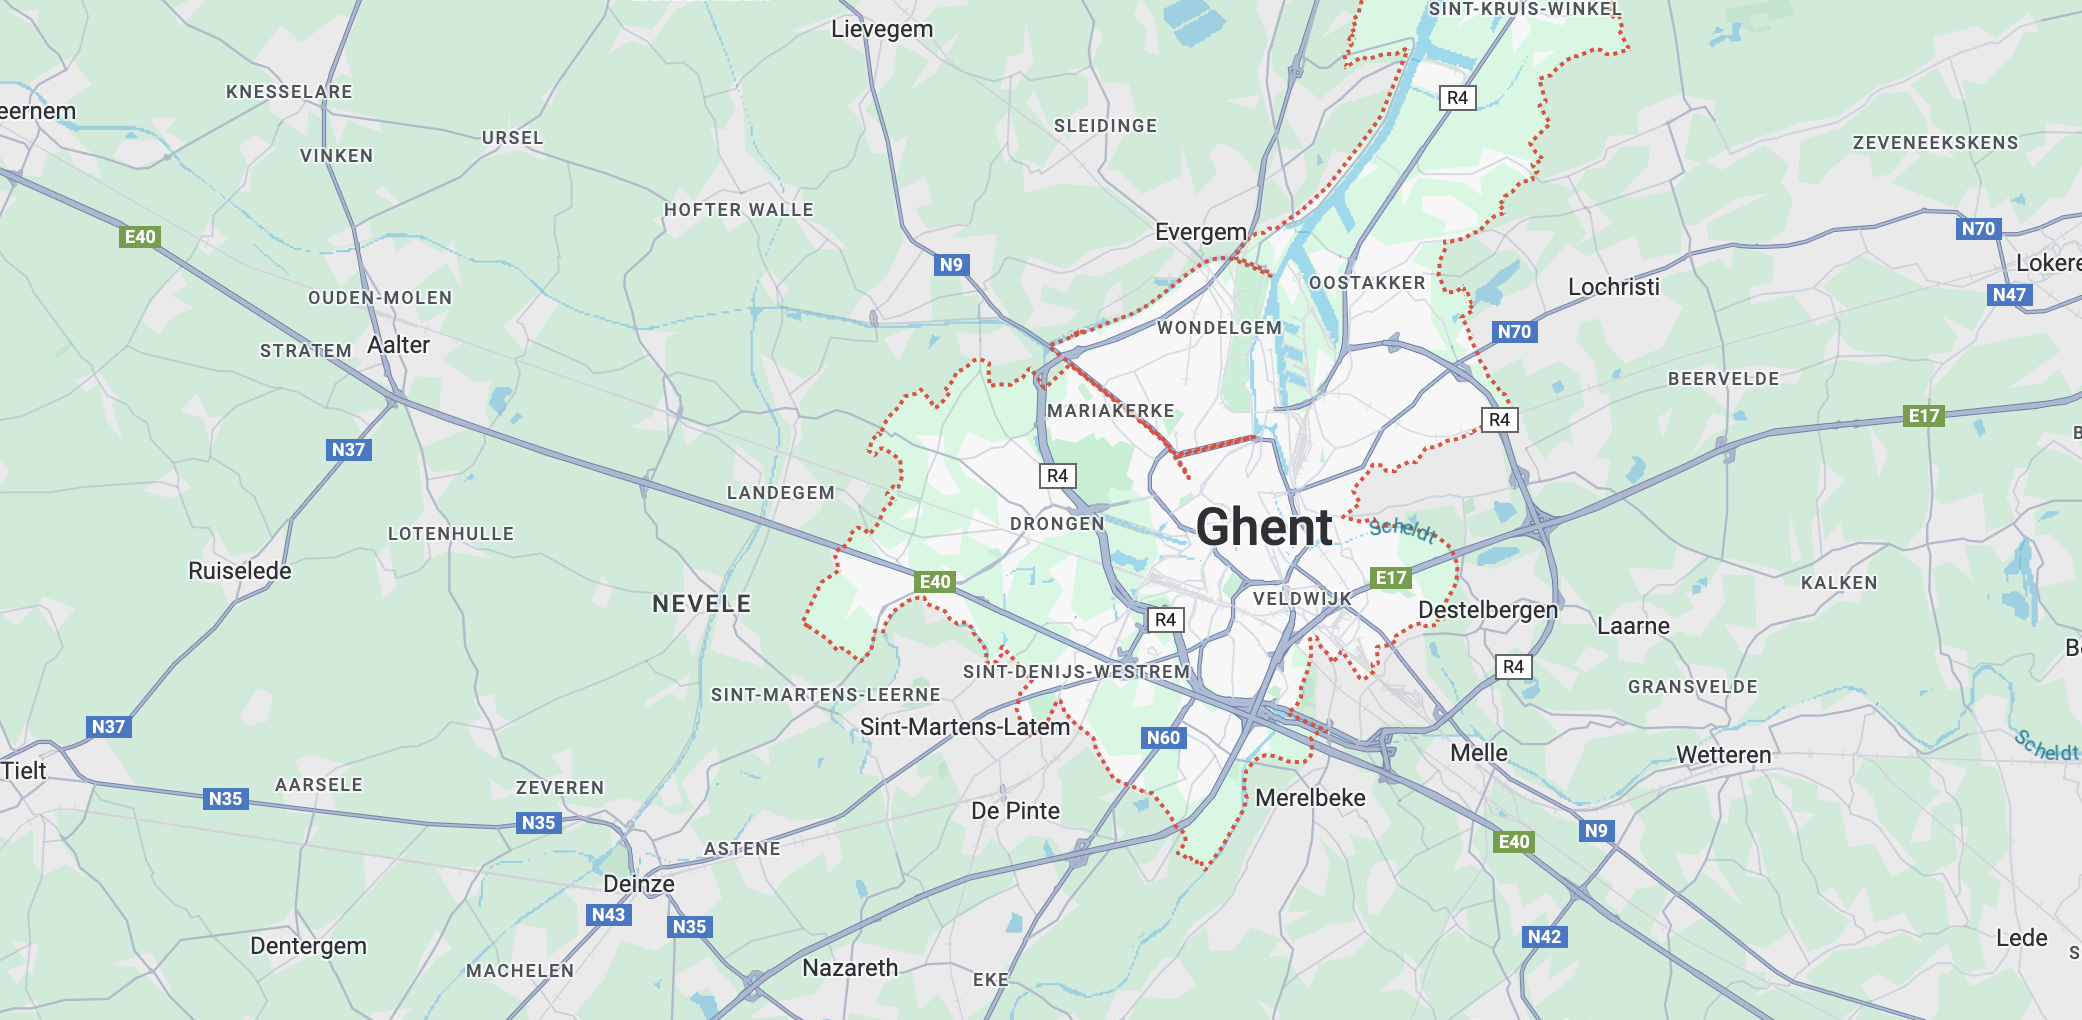 SINT-KRUIS-WINKEL
Lievegem
KNESSELARE
R4
eernem
SLEIDINGE
URSEL
ZEVENEEKSKENS
VINKEN
HOFTER WALLE
N70
Evergem
E40
N9
Lokere
OOSTAKKER
Lochristi
N47
OUDEN-MOLEN
WONDELGEM
N70
Aalter
STRATEM
BEERVELDE
MARIAKERKE
E17
R4
N37
R4
LANDEGEM
DRONGEN
Ghent
Scheldt
LOTENHULLE
Ruiselede
E40
E17
KALKEN
NEVELE
VELDWIJK
Destelbergen
R4
Laarne
SINT-DENIJS-WESTREM
R4
GRANSVELDE
SINT-MARTENS-LEERNE
N37
Sint-Martens-Latem
N60
Melle
Wetteren
Scheldt
Tielt
AARSELE
ZEVEREN
N35
Merelbeke
De Pinte
N35
N9
E40
ASTENE
Deinze
N43
N35
N42
Lede
Dentergem
MACHELEN
Nazareth
EKE